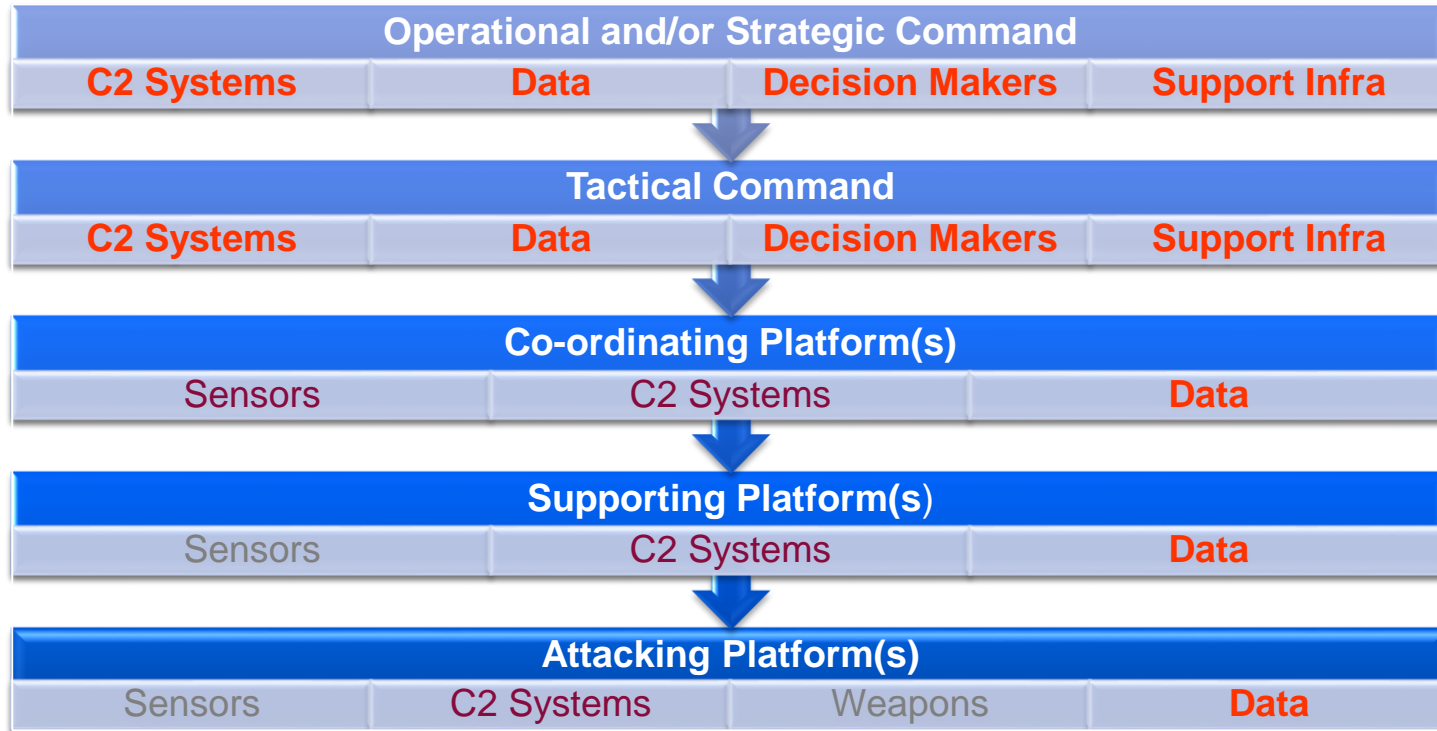 Operational and/or Strategic Command
C2 Systems Data Decision Makers Support Infra
Tactical Command
C2 Systems Data Decision Makers Support Infra
Co-ordinating Platform(s)
Sensors C2 Systems Data
Supporting Platform(s)
Sensors C2 Systems Data
Attacking Platform(s)
Sensors C2 Systems Weapons Data